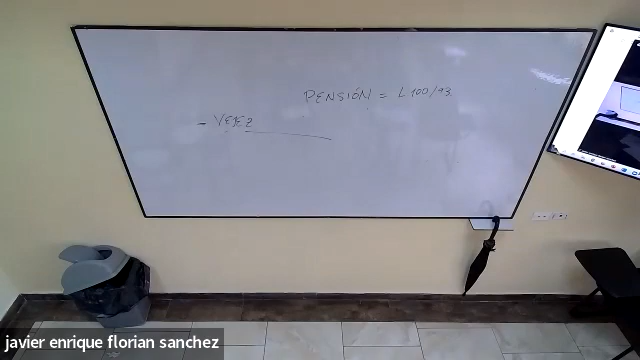 PENSIÓN = L 100/93.
- VEJEZ
javier enrique florian sanchez